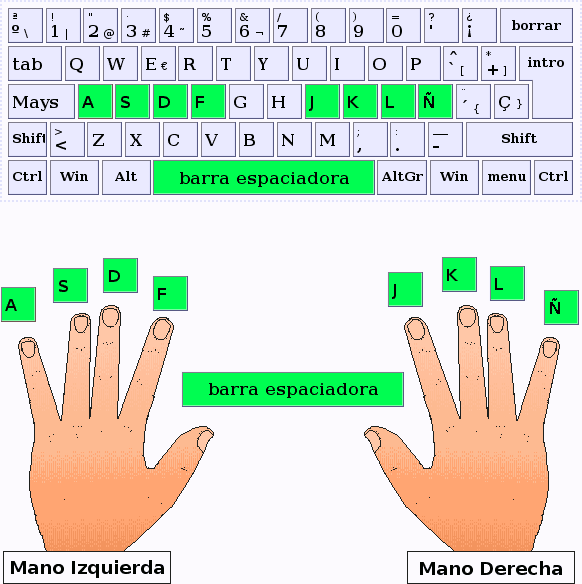 ª º \ ! 1 | " 2 @ · 3 # $ 4 ~ % 5 & 6 ¬ / 7 ( 8 ) 9 = 0 ? ' ¿ ¡ borrar
tab Q W E € R T Y U I O P ^ ` [ * + ] intro
Mays A S D F G H J K L Ñ ¨ ´ { Ç }
Shift > < Z X C V B N M ; , : . _ - Shift
Ctrl Win Alt barra espaciadora AltGr Win menu Ctrl
A S D F J K L Ñ
barra espaciadora
Mano Izquierda Mano Derecha